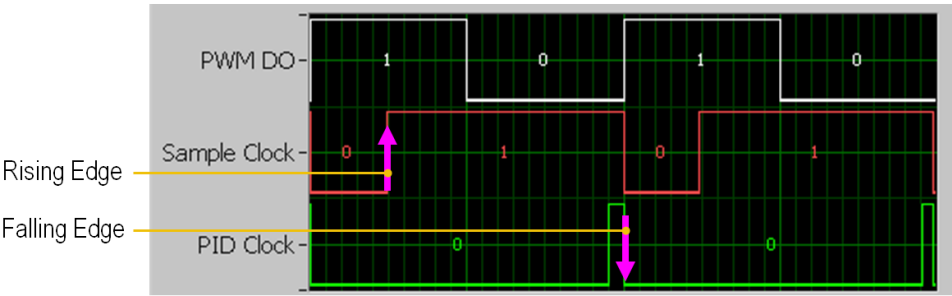 PWM DO
1 0 1 0
Sample Clock
0 1 0 1
Rising Edge
Falling Edge
PID Clock
0 0